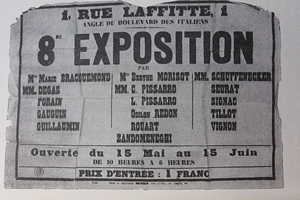 1, RUE LAFFITTE, 1
ANGLE DU BOULEVARD DES ITALIENS
8ME EXPOSITION
PAR
Mme MARIE BRACQUEMOND Mme BERTHE MORISOT MM. SCHUFFENECKER
MM. DEGAS MM. C. PISSARRO SEURAT
FORAIN L. PISSARRO SIGNAC
GAUGUIN ODILON REDON TILLOT
GUILLAUMIN ROUART VIGNON
ZANDOMENEGHI
Ouverte du 15 Mai au 15 Juin
DE 10 HEURES A 6 HEURES
PRIX D'ENTRÉE : 1 FRANC